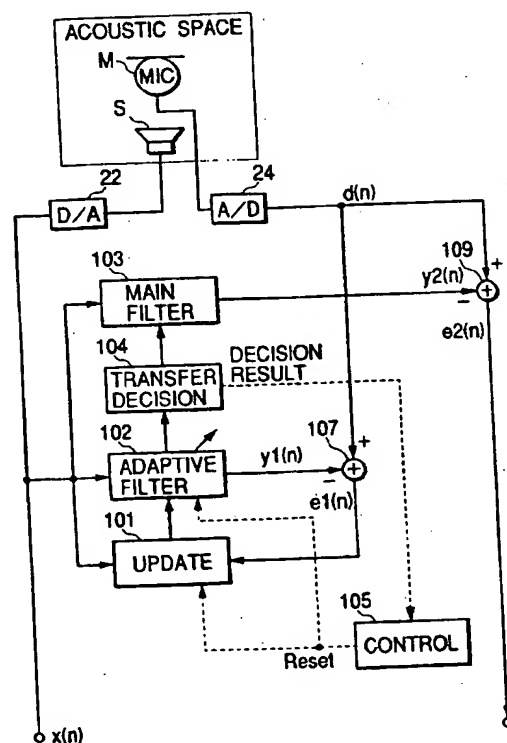 ACOUSTIC SPACE
M
MIC
S
22
D/A
24
A/D
d(n)
103
MAIN
FILTER
y2(n)
+
109
+
−
e2(n)
104
TRANSFER
DECISION
DECISION
RESULT
102
ADAPTIVE
FILTER
y1(n)
107
+
+
−
e1(n)
101
UPDATE
105
CONTROL
Reset
x(n)